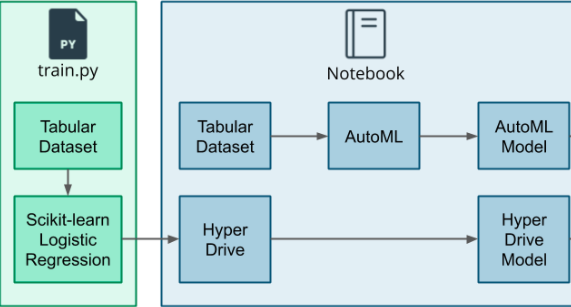 PY
train.py
Tabular
Dataset
Scikit-learn
Logistic
Regression
Notebook
Tabular
Dataset
AutoML
AutoML
Model
Hyper
Drive
Hyper
Drive
Model